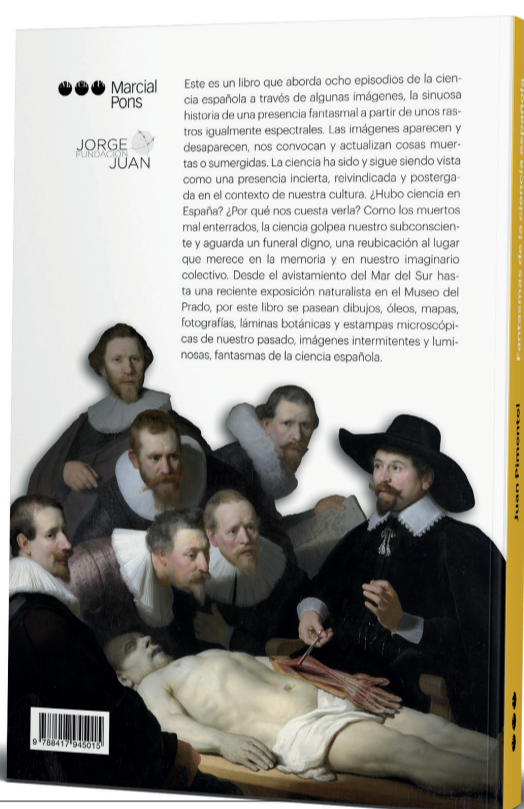 Marcial
Pons
JORGE
FUNDACIÓN
JUAN
Este es un libro que aborda ocho episodios de la cien-
cia española a través de algunas imágenes, la sinuosa
historia de una presencia fantasmal a partir de unos ras-
tros igualmente espectrales. Las imágenes aparecen y
desaparecen, nos convocan y actualizan cosas muer-
tas o sumergidas. La ciencia ha sido y sigue siendo vista
como una presencia incierta, reivindicada y posterga-
da en el contexto de nuestra cultura. ¿Hubo ciencia en
España? ¿Por qué nos cuesta verla? Como los muertos
mal enterrados, la ciencia golpea nuestro subconscien-
te y aguarda un funeral digno, una reubicación al lugar
que merece en la memoria y en nuestro imaginario
colectivo. Desde el avistamiento del Mar del Sur has-
ta una reciente exposición naturalista en el Museo del
Prado, por este libro se pasean dibujos, óleos, mapas,
fotografías, láminas botánicas y estampas microscópi-
cas de nuestro pasado, imágenes intermitentes y lumi-
nosas, fantasmas de la ciencia española.
9 788417 945015
Juan Pimentel
Fantasmas de la ciencia española